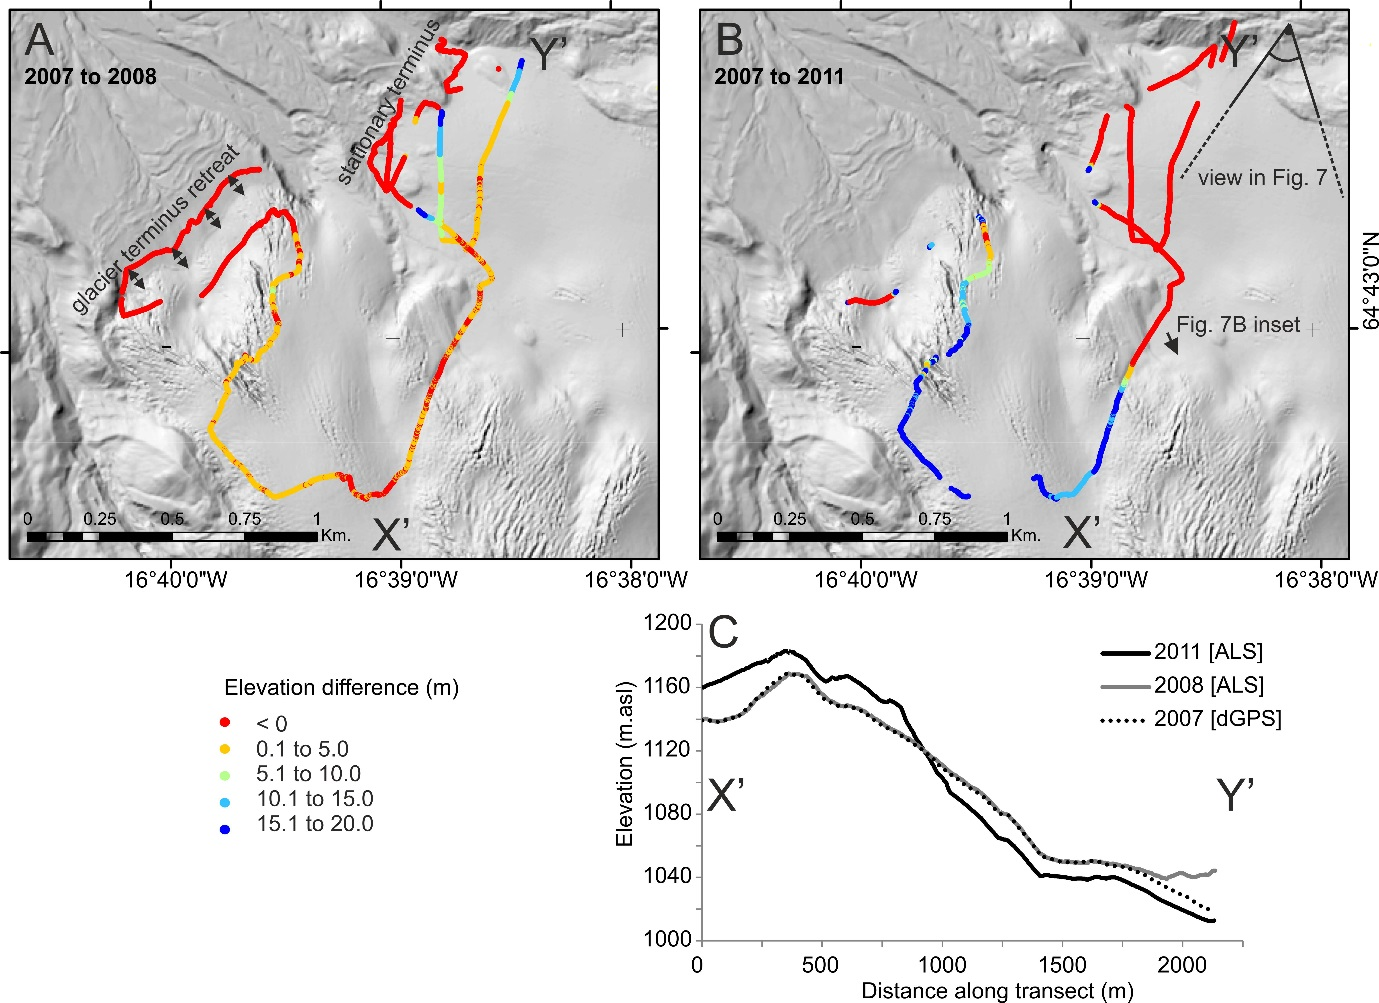 A
2007 to 2008
stationary terminus
Y’
glacier terminus retreat
0 0.25 0.5 0.75 1
Km.
X’
16°40'0"W 16°39'0"W 16°38'0"W
B
2007 to 2011
Y’
view in Fig. 7
Fig. 7B inset
64°43'0"N
0 0.25 0.5 0.75 1
Km.
X’
16°40'0"W 16°39'0"W 16°38'0"W
Elevation difference (m)
< 0
0.1 to 5.0
5.1 to 10.0
10.1 to 15.0
15.1 to 20.0
C
2011 [ALS]
2008 [ALS]
2007 [dGPS]
X’
Y’
Elevation (m.asl)
1200
1160
1120
1080
1040
1000
0 500 1000 1500 2000
Distance along transect (m)